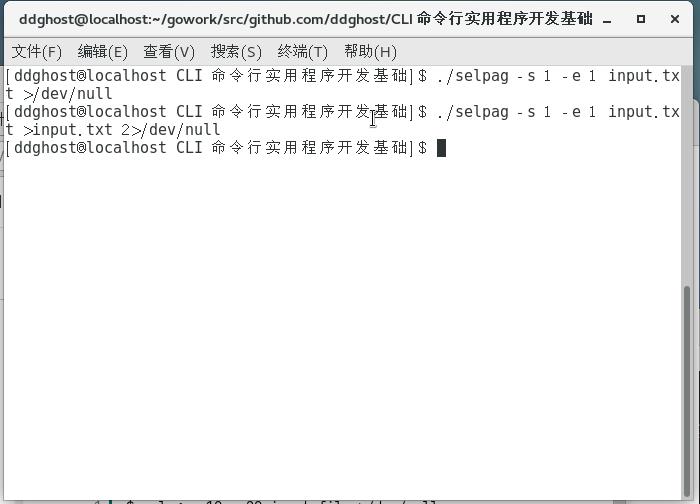 ddghost@localhost:~/gowork/src/github.com/ddghost/CLI 命令行实用程序开发基础
文件(F) 编辑(E) 查看(V) 搜索(S) 终端(T) 帮助(H)
[ddghost@localhost CLI 命令行实用程序开发基础]$ ./selpag -s 1 -e 1 input.tx
t >/dev/null
[ddghost@localhost CLI 命令行实用程序开发基础]$ ./selpag -s 1 -e 1 input.tx
t >input.txt 2>/dev/null
[ddghost@localhost CLI 命令行实用程序开发基础]$